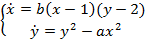 ẋ = b(x − 1)(y − 2)
ẏ = y² − ax²